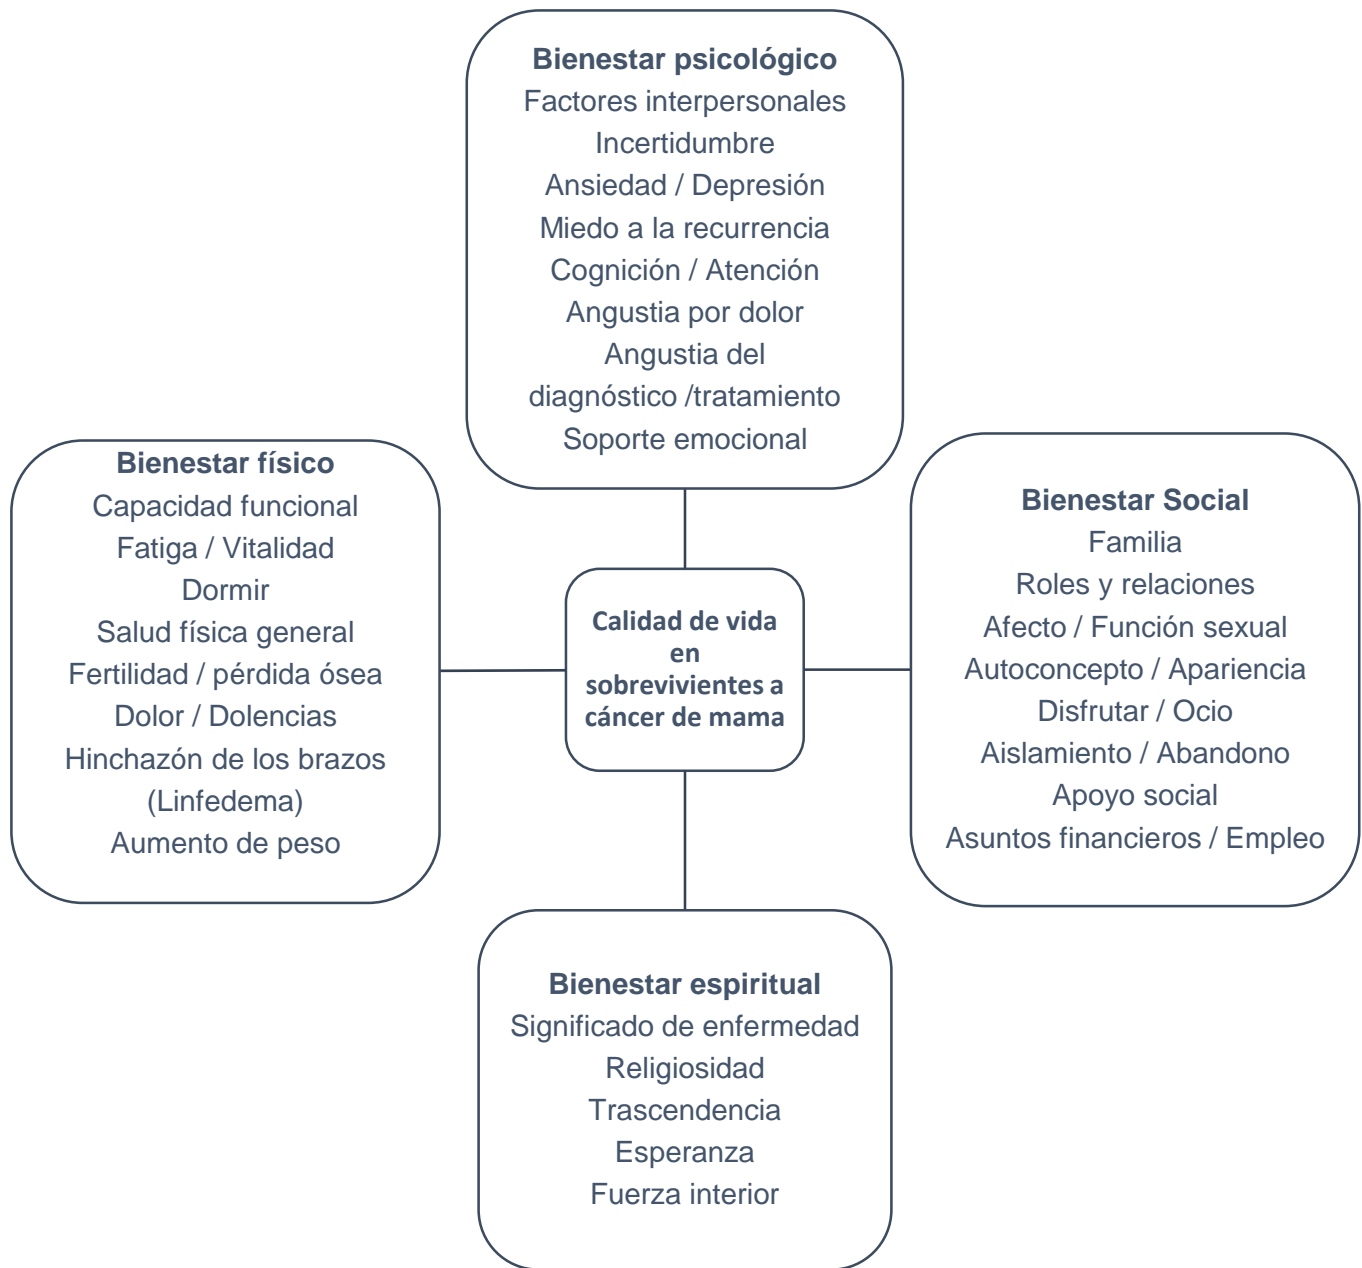 Bienestar psicológico
Factores interpersonales
Incertidumbre
Ansiedad / Depresión
Miedo a la recurrencia
Cognición / Atención
Angustia por dolor
Angustia del
diagnóstico /tratamiento
Soporte emocional
Bienestar físico
Capacidad funcional
Fatiga / Vitalidad
Dormir
Salud física general
Fertilidad / pérdida ósea
Dolor / Dolencias
Hinchazón de los brazos
(Linfedema)
Aumento de peso
Calidad de vida
en
sobrevivientes a
cáncer de mama
Bienestar Social
Familia
Roles y relaciones
Afecto / Función sexual
Autoconcepto / Apariencia
Disfrutar / Ocio
Aislamiento / Abandono
Apoyo social
Asuntos financieros / Empleo
Bienestar espiritual
Significado de enfermedad
Religiosidad
Trascendencia
Esperanza
Fuerza interior